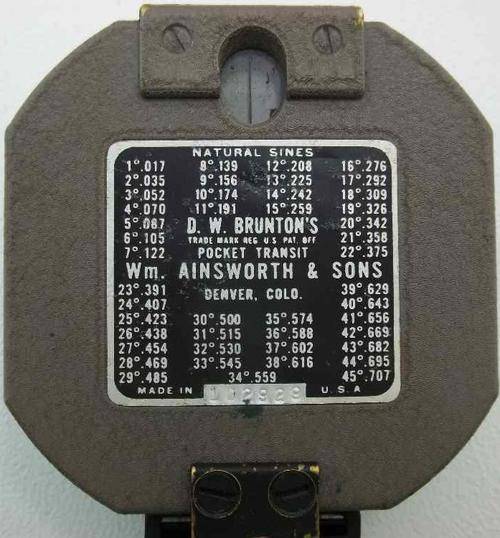 NATURAL SINES
1°.017 8°.139 12°.208 16°.276
2°.035 9°.156 13°.225 17°.292
3°.052 10°.174 14°.242 18°.309
4°.070 11°.191 15°.259 19°.326
5°.087 D. W. BRUNTON'S 20°.342
6°.105 TRADE MARK REG U.S. PAT. OFF 21°.358
7°.122 POCKET TRANSIT 22°.375
Wm. AINSWORTH & SONS
23°.391 DENVER, COLO. 39°.629
24°.407 40°.643
25°.423 30°.500 35°.574 41°.656
26°.438 31°.515 36°.588 42°.669
27°.454 32°.530 37°.602 43°.682
28°.469 33°.545 38°.616 44°.695
29°.485 34°.559 45°.707
MADE IN U.S.A